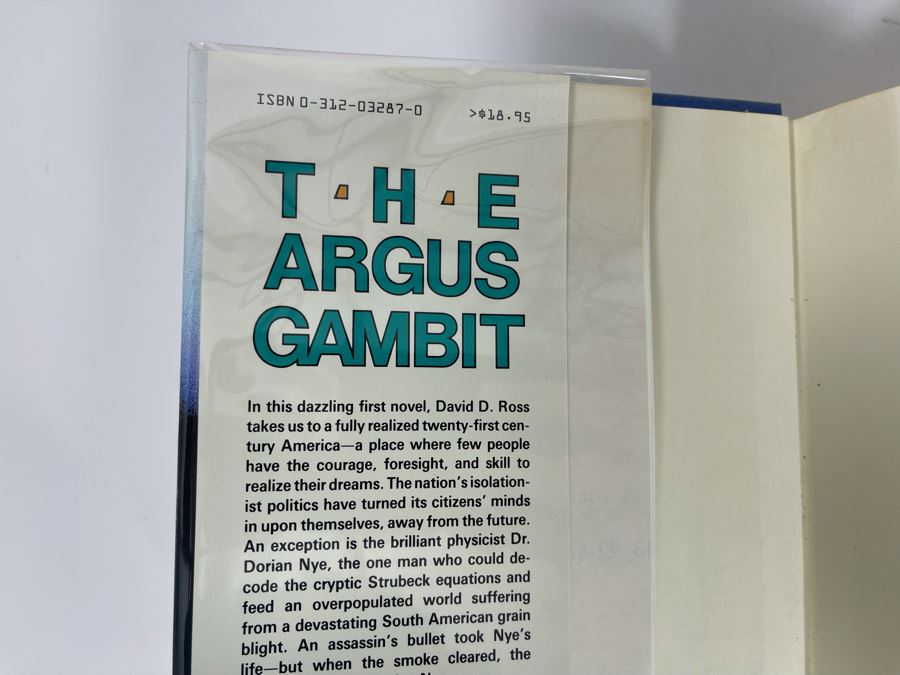 ISBN 0-312-03287-0 >$18.95
T·H·E
ARGUS
GAMBIT
In this dazzling first novel, David D. Ross
takes us to a fully realized twenty-first cen-
tury America—a place where few people
have the courage, foresight, and skill to
realize their dreams. The nation's isolation-
ist politics have turned its citizens' minds
in upon themselves, away from the future.
An exception is the brilliant physicist Dr.
Dorian Nye, the one man who could de-
code the cryptic Strubeck equations and
feed an overpopulated world suffering
from a devastating South American grain
blight. An assassin's bullet took Nye's
life—but when the smoke cleared, the